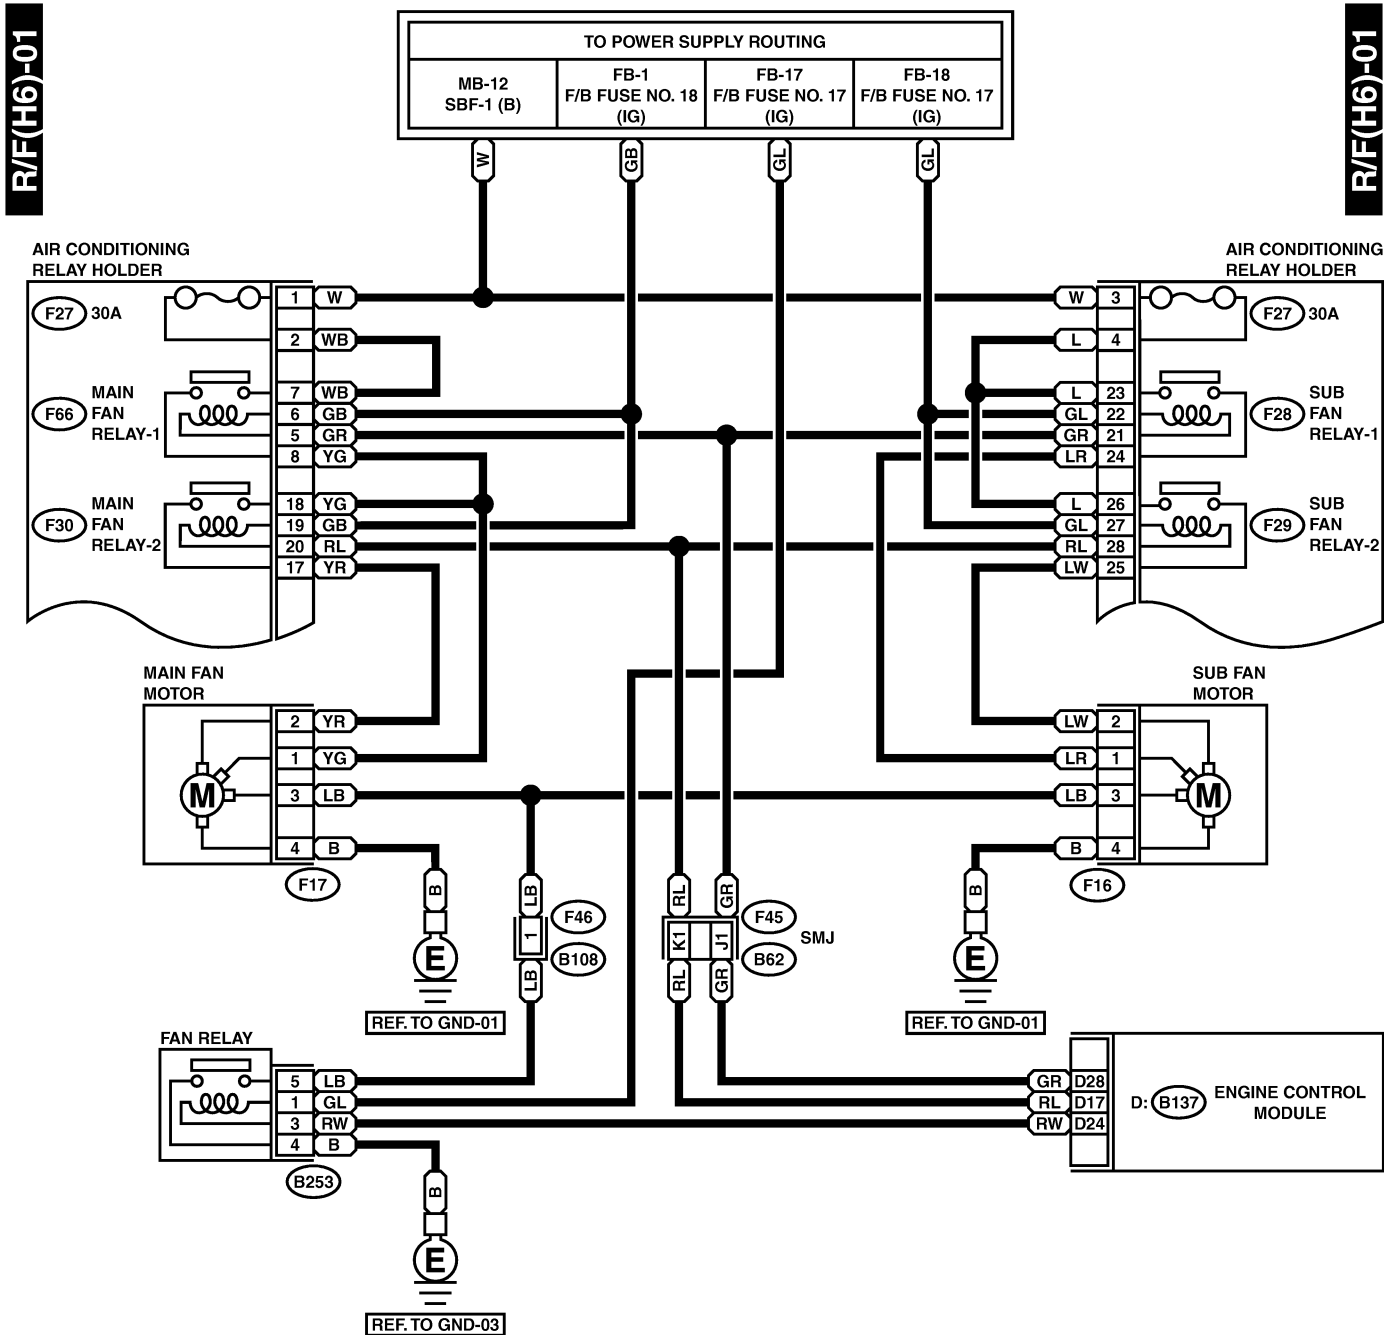 R/F(H6)-01
R/F(H6)-01
TO POWER SUPPLY ROUTING
MB-12
SBF-1 (B)
FB-1
F/B FUSE NO. 18
(IG)
FB-17
F/B FUSE NO. 17
(IG)
FB-18
F/B FUSE NO. 17
(IG)
W
GB
GL
GL
AIR CONDITIONING
RELAY HOLDER
F27 30A
1 W
2 WB
F66
MAIN
FAN
RELAY-1
7 WB
6 GB
5 GR
8 YG
F30
MAIN
FAN
RELAY-2
18 YG
19 GB
20 RL
17 YR
AIR CONDITIONING
RELAY HOLDER
W 3
L 4
F27 30A
L 23
GL 22
GR 21
LR 24
F28
SUB
FAN
RELAY-1
L 26
GL 27
RL 28
LW 25
F29
SUB
FAN
RELAY-2
MAIN FAN
MOTOR
M
2 YR
1 YG
3 LB
4 B
F17
B
E
REF. TO GND-01
SUB FAN
MOTOR
LW 2
LR 1
LB 3
B 4
M
F16
B
E
REF. TO GND-01
LB
1
LB
F46
B108
RL
GR
K1
J1
RL
GR
F45
B62
SMJ
FAN RELAY
5 LB
1 GL
3 RW
4 B
B253
B
E
REF. TO GND-03
GR D28
RL D17
RW D24
D: B137
ENGINE CONTROL
MODULE